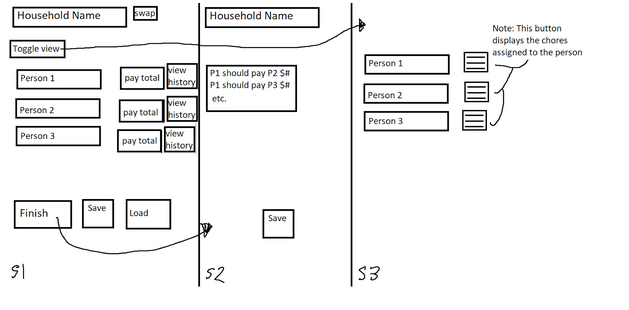 Household Name
swap
Toggle view
Person 1
pay total
view
history
Person 2
pay total
view
history
Person 3
pay total
view
history
Finish
Save
Load
S1
Household Name
P1 should pay P2 $#
P1 should pay P3 $#
etc.
Save
S2
Note: This button
displays the chores
assigned to the person
Person 1
Person 2
Person 3
S3